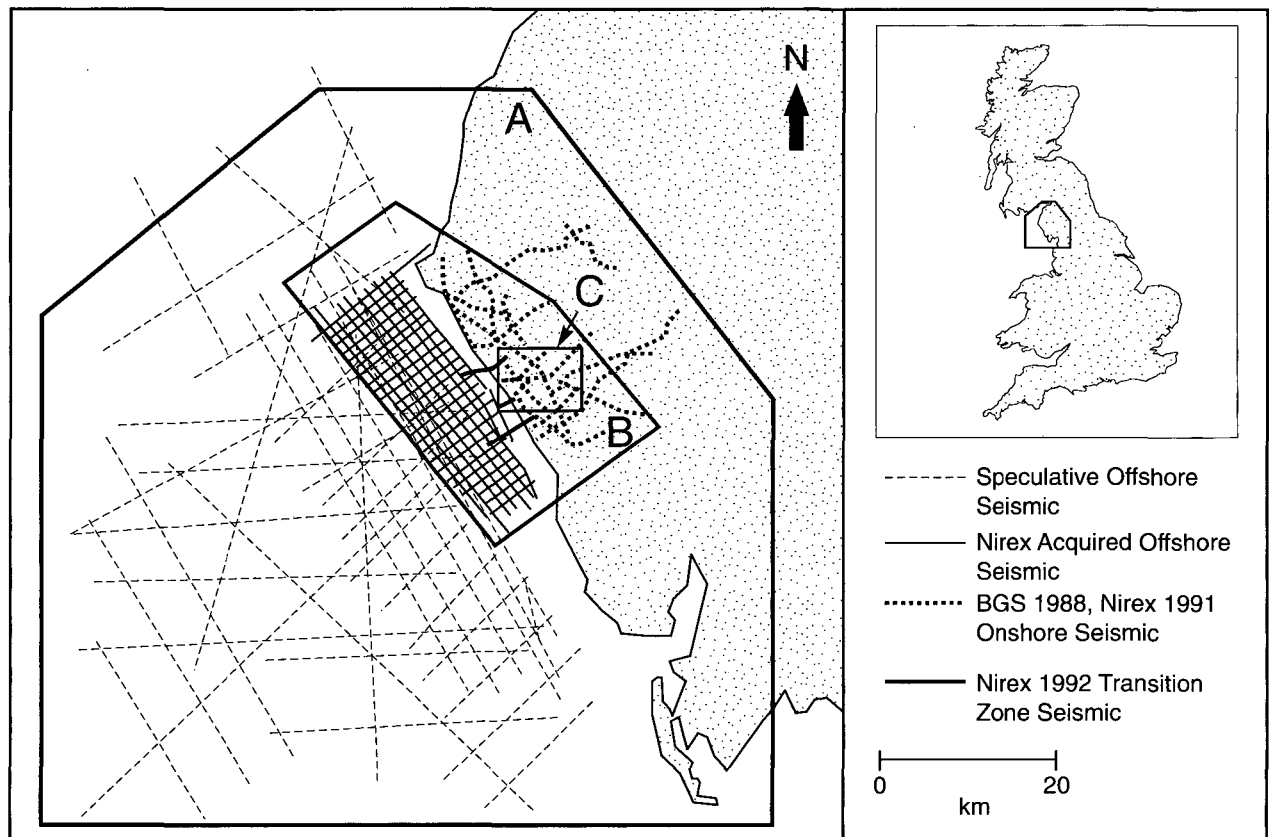 A
N
C
B
Speculative Offshore
Seismic
Nirex Acquired Offshore
Seismic
BGS 1988, Nirex 1991
Onshore Seismic
Nirex 1992 Transition
Zone Seismic
0 20
km